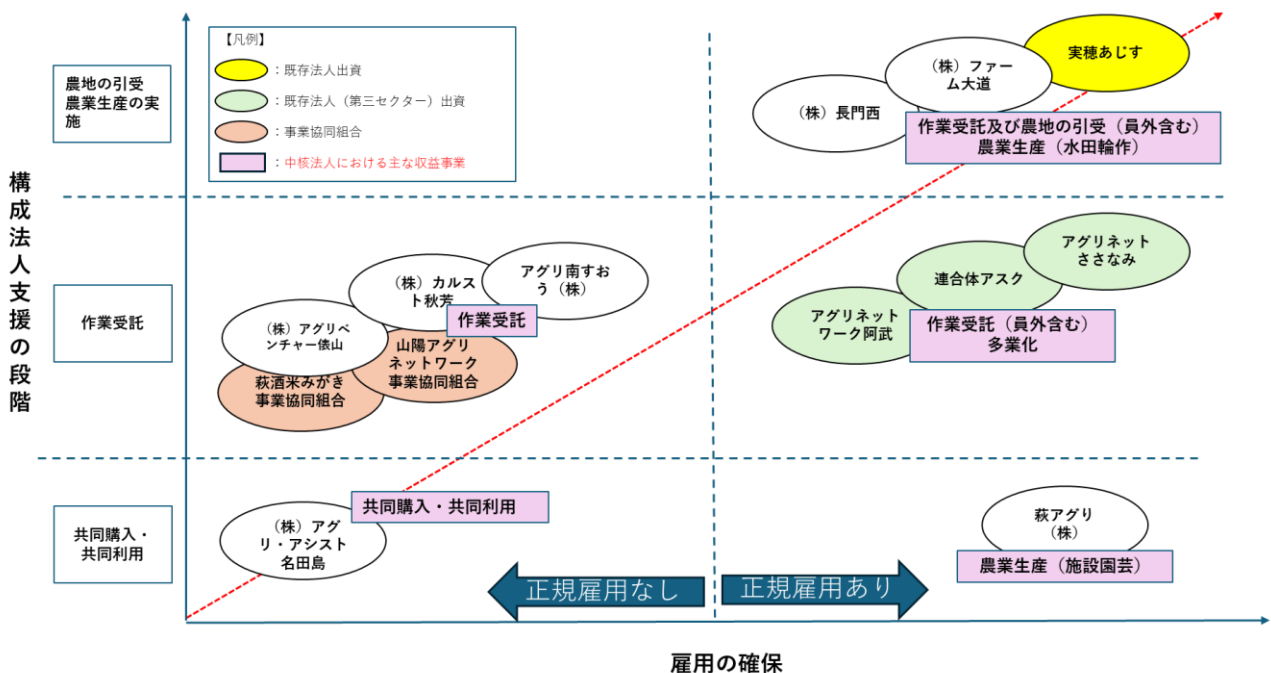 【凡例】
：既存法人出資
：既存法人（第三セクター）出資
：事業協同組合
：中核法人における主な収益事業
構成法人支援の段階
農地の引受
農業生産の実
施
（株）長門西
（株）ファー
ム大道
実穂あじす
作業受託及び農地の引受（員外含む）
農業生産（水田輪作）
作業受託
（株）アグリベ
ンチャー俵山
（株）カルス
ト秋芳
アグリ南すお
う（株）
作業受託
萩酒米みがき
事業協同組合
山陽アグリ
ネットワーク
事業協同組合
アグリネット
ワーク阿武
連合体アスク
アグリネット
ささなみ
作業受託（員外含む）
多業化
共同購入・
共同利用
（株）アグ
リ・アシスト
名田島
共同購入・共同利用
萩アグリ
（株）
農業生産（施設園芸）
正規雇用なし
正規雇用あり
雇用の確保